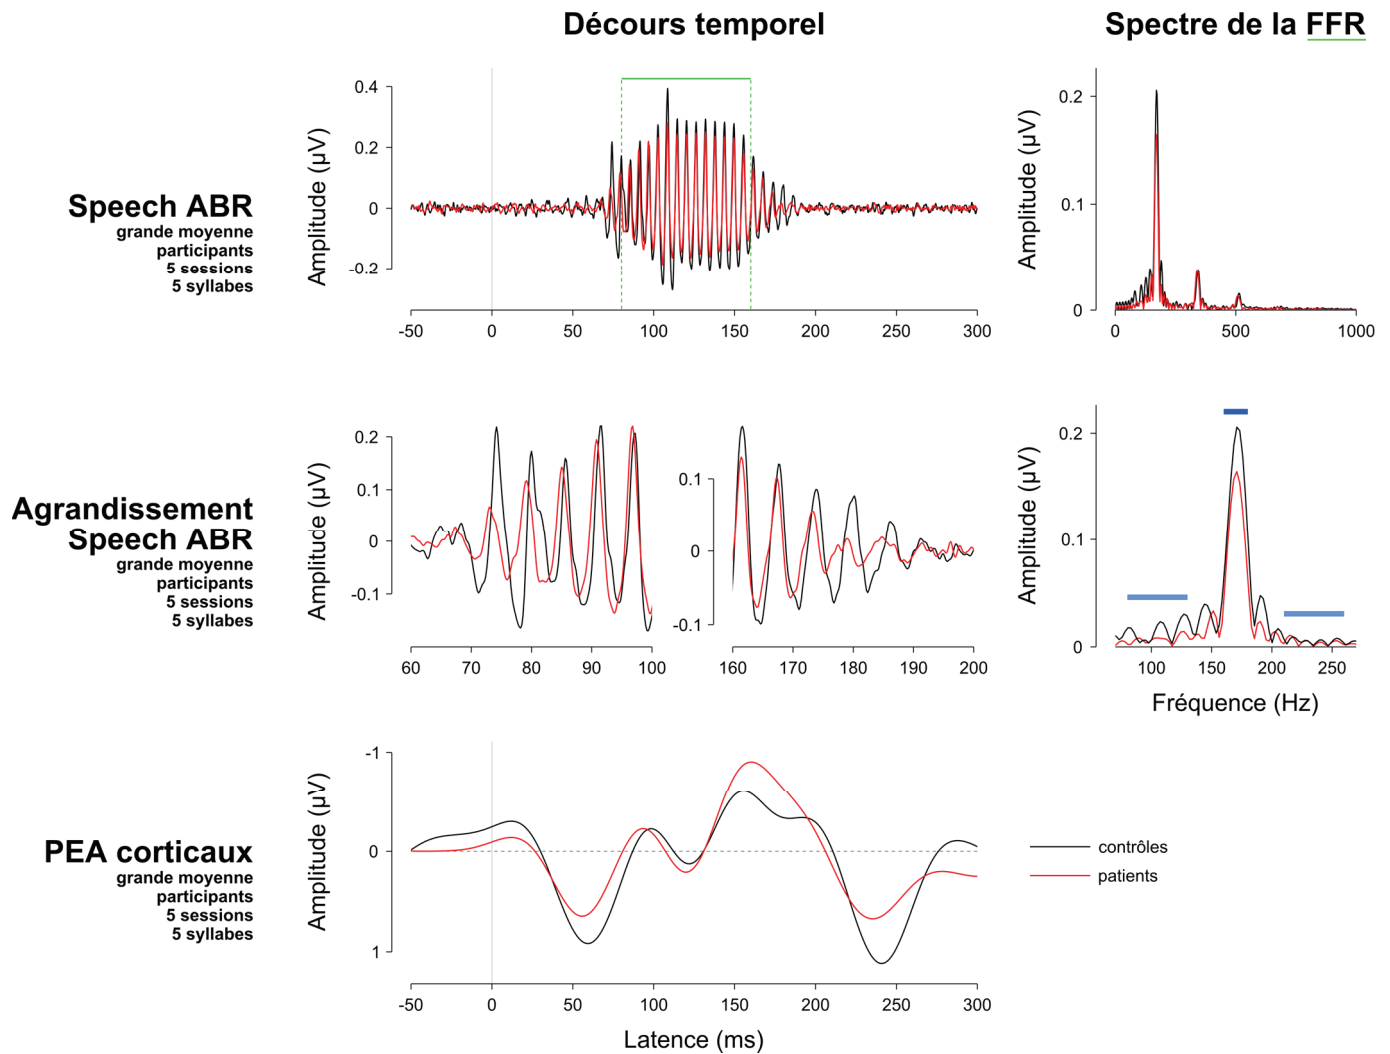 Décours temporel
Spectre de la FFR
Speech ABR
grande moyenne
participants
5 sessions
5 syllabes
Amplitude (µV)
0.4
0.2
0
-0.2
-50 0 50 100 150 200 250 300
Amplitude (µV)
0.2
0.1
0
0 500 1000
Agrandissement
Speech ABR
grande moyenne
participants
5 sessions
5 syllabes
Amplitude (µV)
0.2
0.1
0
-0.1
60 70 80 90 100
0.1
0
-0.1
160 170 180 190 200
Amplitude (µV)
0.2
0.1
0
100 150 200 250
Fréquence (Hz)
PEA corticaux
grande moyenne
participants
5 sessions
5 syllabes
Amplitude (µV)
-1
0
1
-50 0 50 100 150 200 250 300
Latence (ms)
contrôles
patients